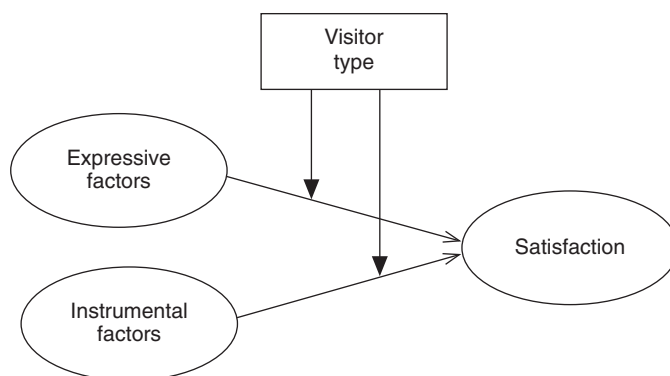 Visitor
type
Expressive
factors
Satisfaction
Instrumental
factors